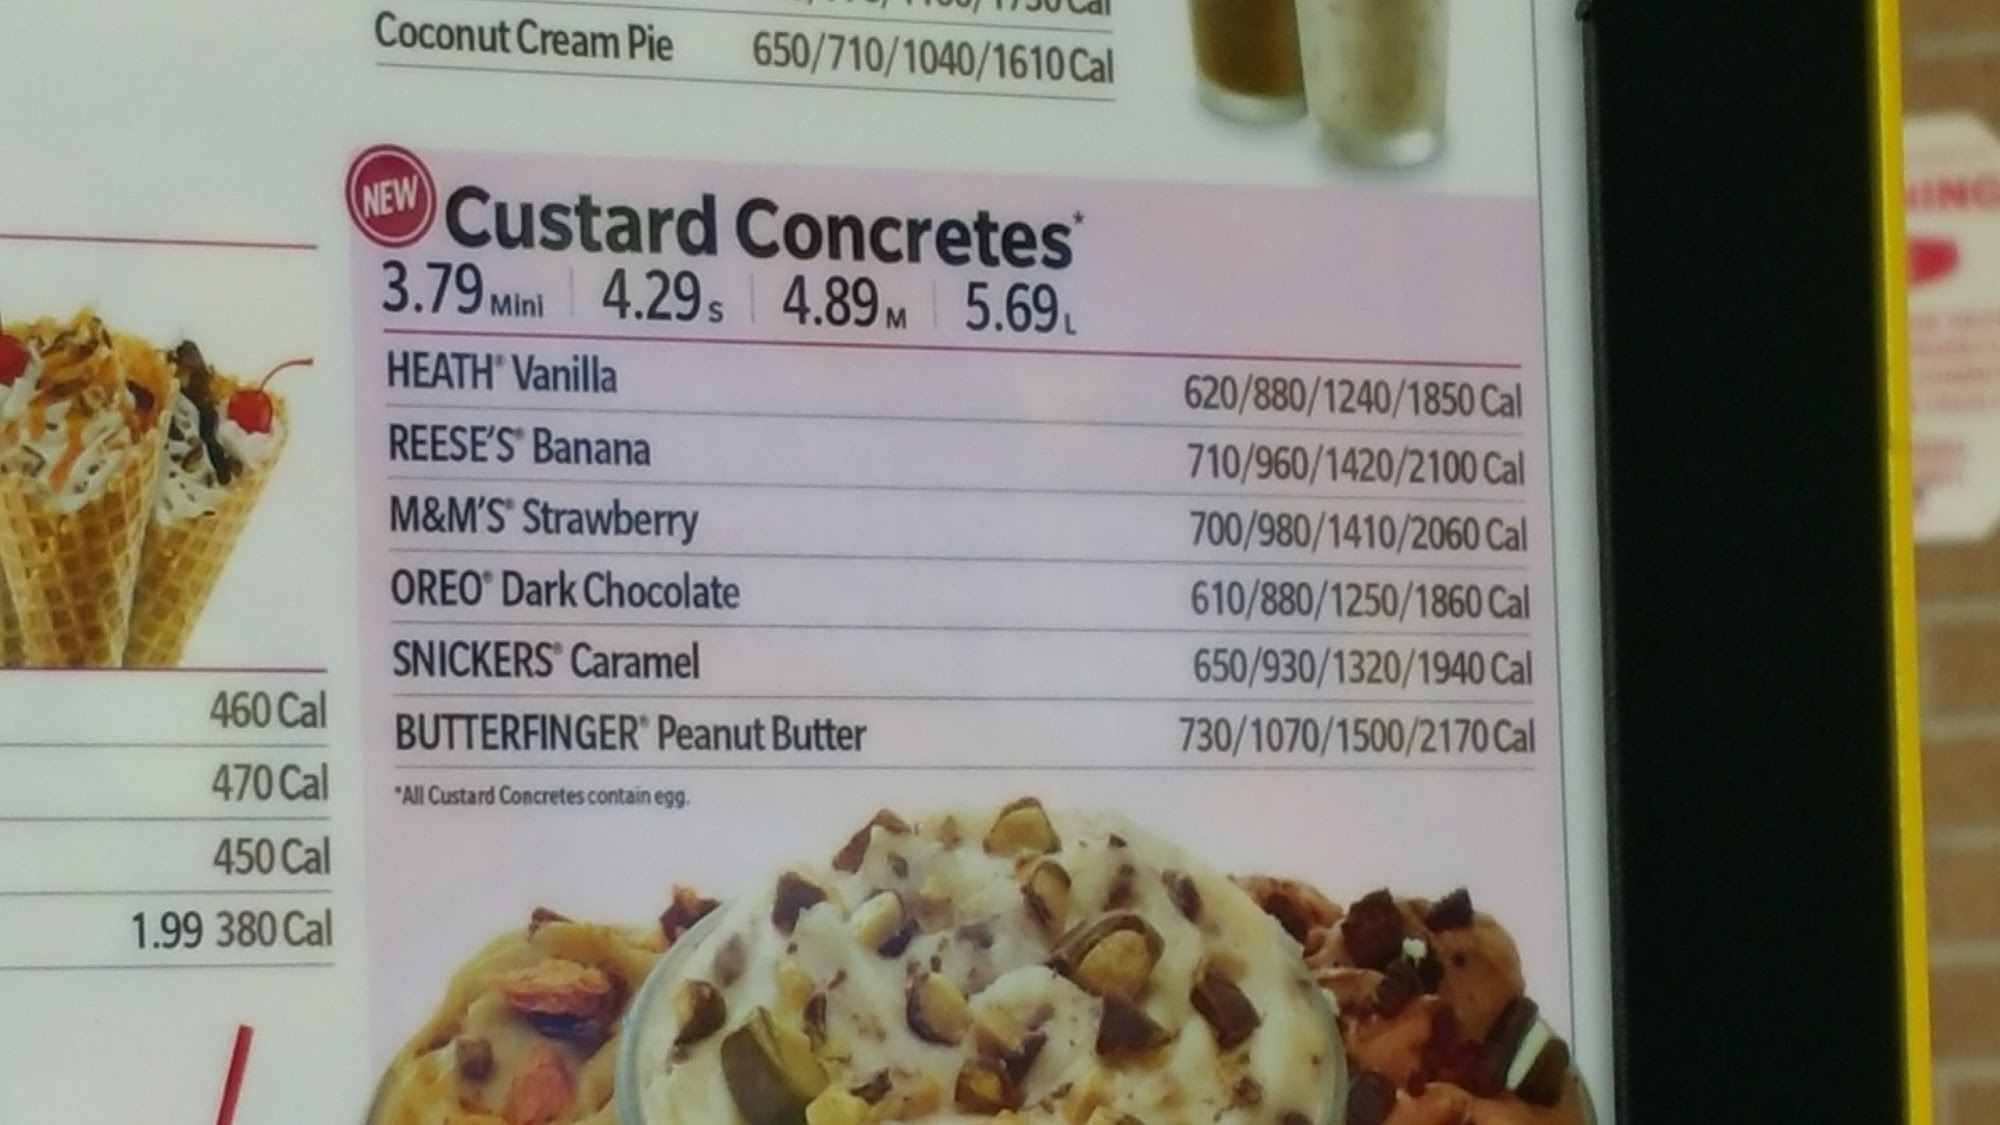 Coconut Cream Pie 650/710/1040/1610 Cal
NEW
Custard Concretes*
3.79 Mini 4.29 S 4.89 M 5.69 L
HEATH® Vanilla 620/880/1240/1850 Cal
REESE'S® Banana 710/960/1420/2100 Cal
M&M'S® Strawberry 700/980/1410/2060 Cal
OREO® Dark Chocolate 610/880/1250/1860 Cal
SNICKERS® Caramel 650/930/1320/1940 Cal
BUTTERFINGER® Peanut Butter 730/1070/1500/2170 Cal
*All Custard Concretes contain egg.
460 Cal
470 Cal
450 Cal
1.99 380 Cal